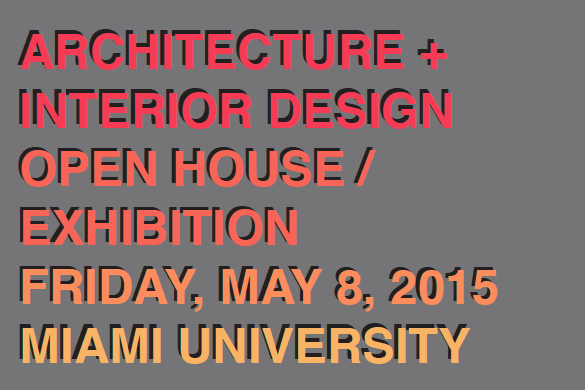 ARCHITECTURE +
INTERIOR DESIGN
OPEN HOUSE /
EXHIBITION
FRIDAY, MAY 8, 2015
MIAMI UNIVERSITY